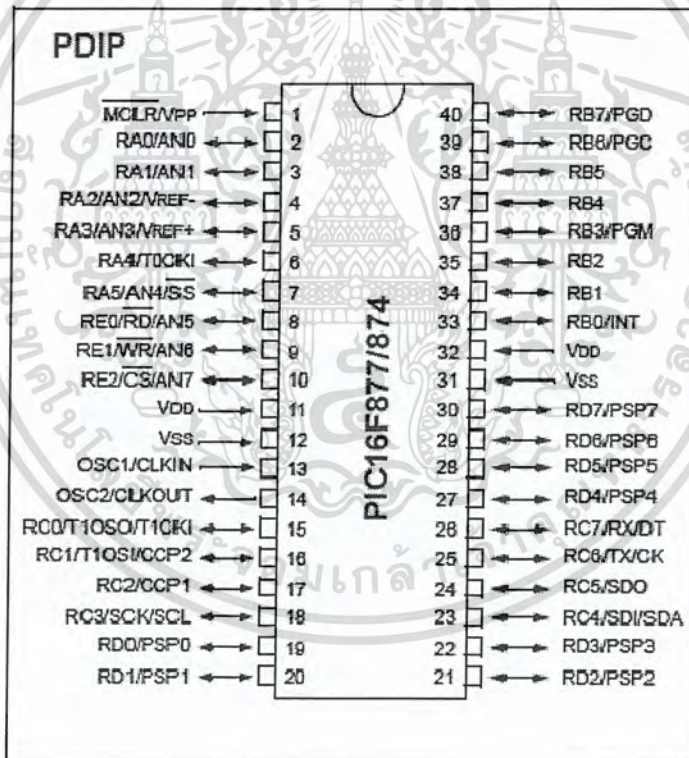 PDIP
MCLR/VPP 1 40 RB7/PGD
RA0/AN0 2 39 RB6/PGC
RA1/AN1 3 38 RB5
RA2/AN2/VREF- 4 37 RB4
RA3/AN3/VREF+ 5 36 RB3/PGM
RA4/T0CKI 6 35 RB2
RA5/AN4/SS 7 34 RB1
RE0/RD/AN5 8 33 RB0/INT
RE1/WR/AN6 9 32 VDD
RE2/CS/AN7 10 31 VSS
VDD 11 30 RD7/PSP7
VSS 12 29 RD6/PSP6
OSC1/CLKIN 13 28 RD5/PSP5
OSC2/CLKOUT 14 27 RD4/PSP4
RC0/T1OSO/T1CKI 15 26 RC7/RX/DT
RC1/T1OSI/CCP2 16 25 RC6/TX/CK
RC2/CCP1 17 24 RC5/SDO
RC3/SCK/SCL 18 23 RC4/SDI/SDA
RD0/PSP0 19 22 RD3/PSP3
RD1/PSP1 20 21 RD2/PSP2
PIC16F877/874